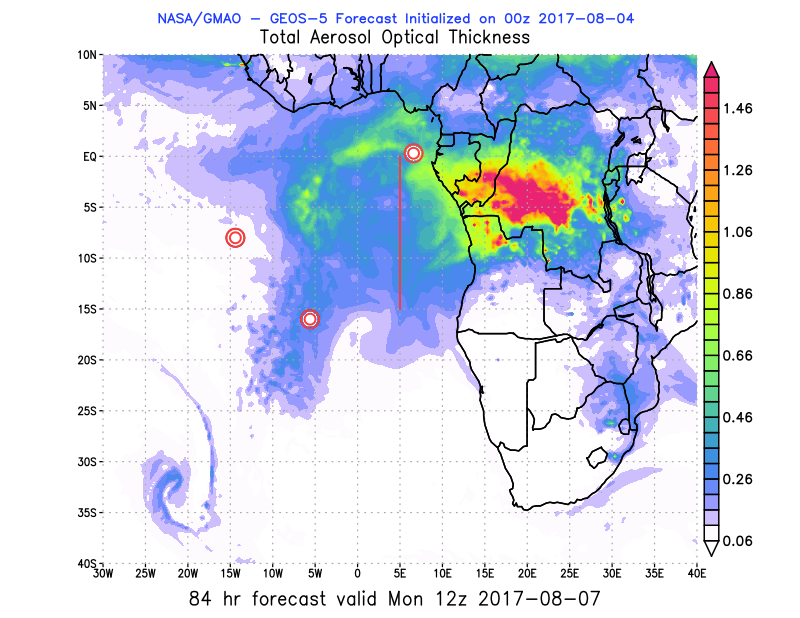 NASA/GMAO - GEOS-5 Forecast Initialized on 00z 2017-08-04
Total Aerosol Optical Thickness
10N
5N
EQ
5S
10S
15S
20S
25S
30S
35S
40S
30W 25W 20W 15W 10W 5W 0 5E 10E 15E 20E 25E 30E 35E 40E
1.46
1.26
1.06
0.86
0.66
0.46
0.26
0.06
84 hr forecast valid Mon 12z 2017-08-07